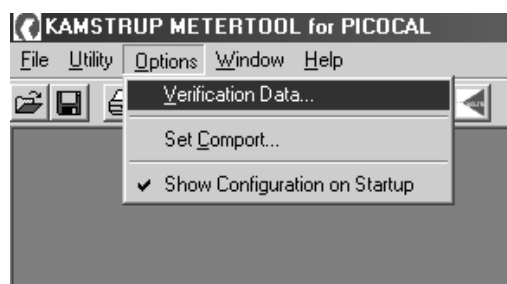 KAMSTRUP METERTOOL for PICOCAL
File Utility Options Window Help
Verification Data...
Set Comport...
✔ Show Configuration on Startup